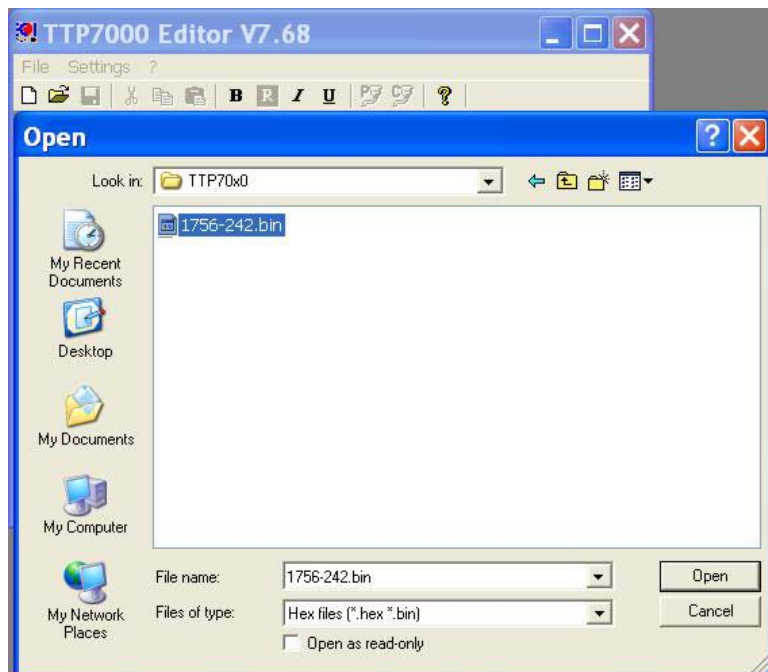 TTP7000 Editor V7.68
File Settings ?
B R I U
Open
Look in: TTP70x0
1756-242.bin
My Recent
Documents
Desktop
My Documents
My Computer
My Network
Places
File name: 1756-242.bin Open
Files of type: Hex files (*.hex *.bin) Cancel
Open as read-only